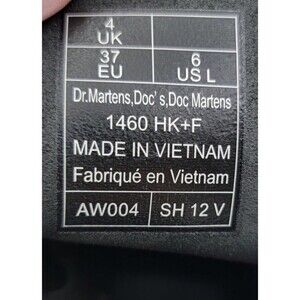 4 UK
37 EU 6 US L
Dr.Martens,Doc's,Doc Martens
1460 HK+F
MADE IN VIETNAM
Fabriqué en Vietnam
AW004 SH 12 V